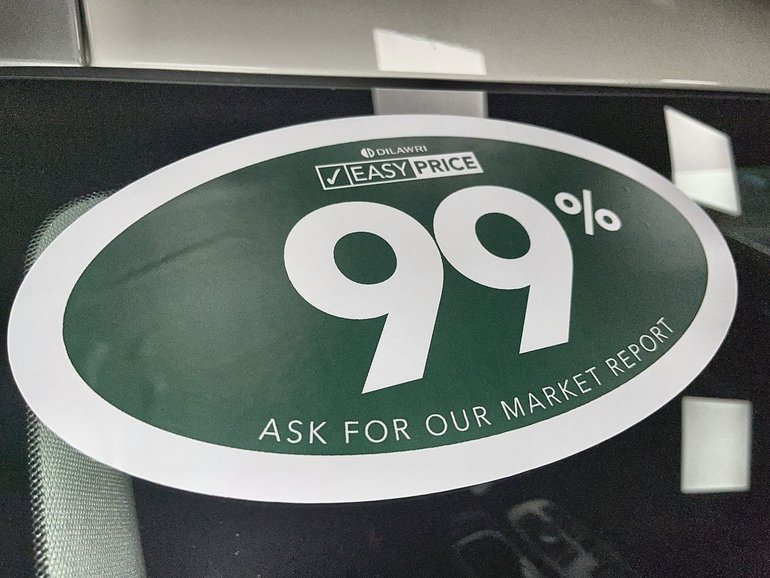 DILAWRI
✓ EASY PRICE
99%
ASK FOR OUR MARKET REPORT